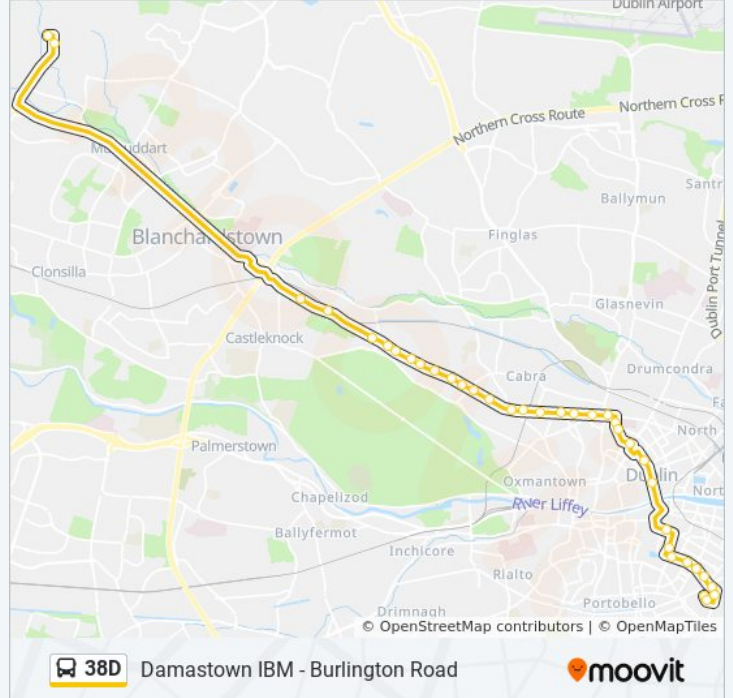 Dublin Airport
Northern Cross Route
Northern Cross R
Mulhuddart
Ballymun
Santr
Blanchardstown
Finglas
Clonsilla
Dublin Port Tunnel
Glasnevin
Castleknock
Drumcondra
Cabra
Fa
North
Palmerstown
Dublin
Oxmantown
Chapelizod
River Liffey
Nort
Ballyfermot
Inchicore
Rialto
Portobello
Drimnagh
© OpenStreetMap contributors | © OpenMapTiles
38D Damastown IBM - Burlington Road moovit